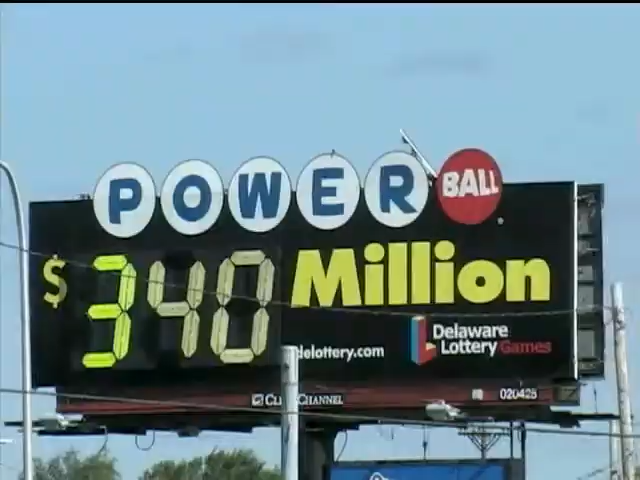 POWER BALL
$340 Million
delottery.com
Delaware
Lottery Games
CLEAR CHANNEL
020425